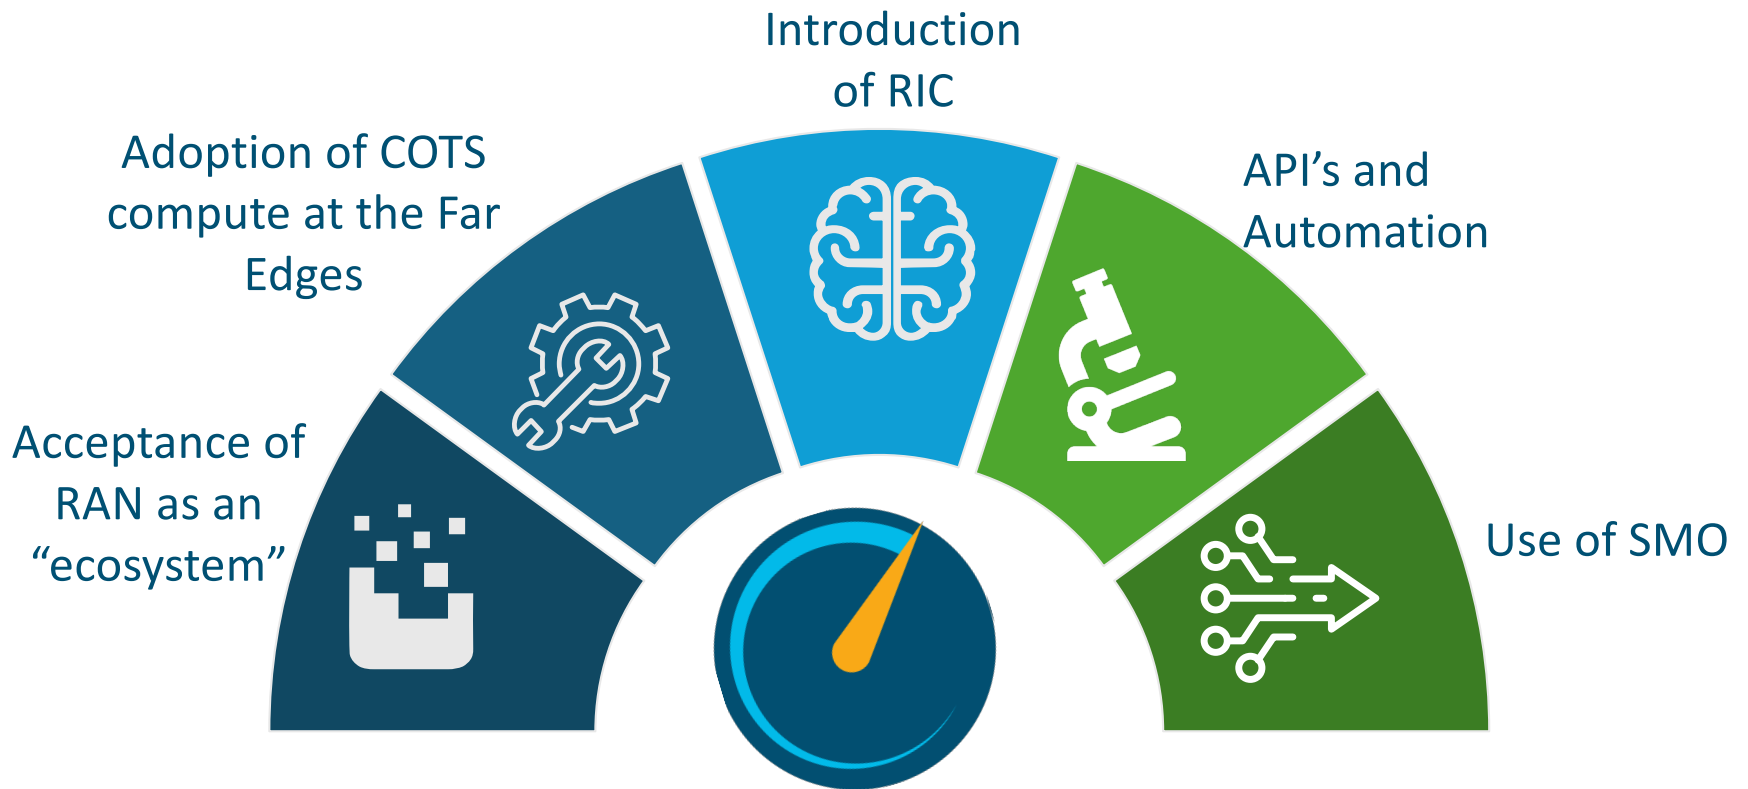 Introduction
of RIC
Adoption of COTS
compute at the Far
Edges
API’s and
Automation
Acceptance of
RAN as an
“ecosystem”
Use of SMO